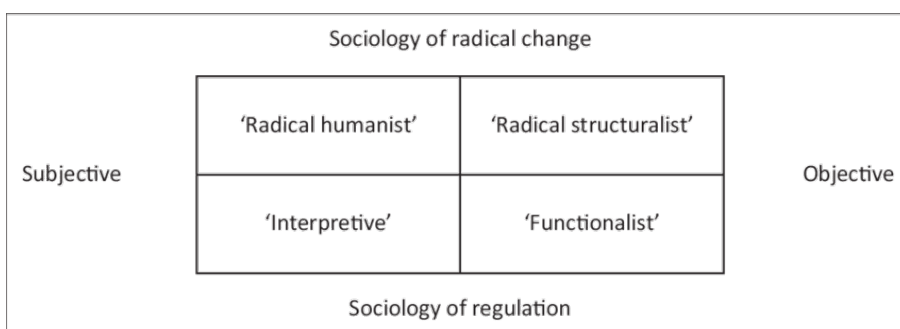 Sociology of radical change
‘Radical humanist’ ‘Radical structuralist’
Subjective Objective
‘Interpretive’ ‘Functionalist’
Sociology of regulation